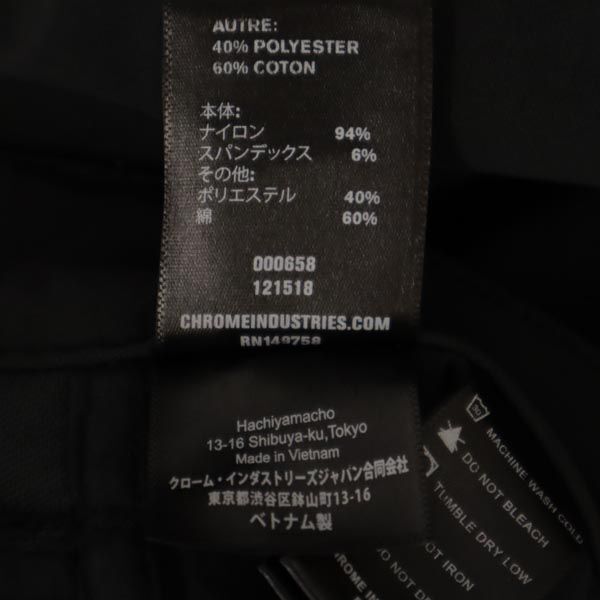 AUTRE:
40% POLYESTER
60% COTON
本体:
ナイロン 94%
スパンデックス 6%
その他:
ポリエステル 40%
綿 60%
000658
121518
CHROMEINDUSTRIES.COM
RN149758
Hachiyamacho
13-16 Shibuya-ku,Tokyo
Made in Vietnam
クローム・インダストリーズジャパン合同会社
東京都渋谷区鉢山町13-16
ベトナム製
30
MACHINE WASH COLD
DO NOT BLEACH
TUMBLE DRY LOW
IRON